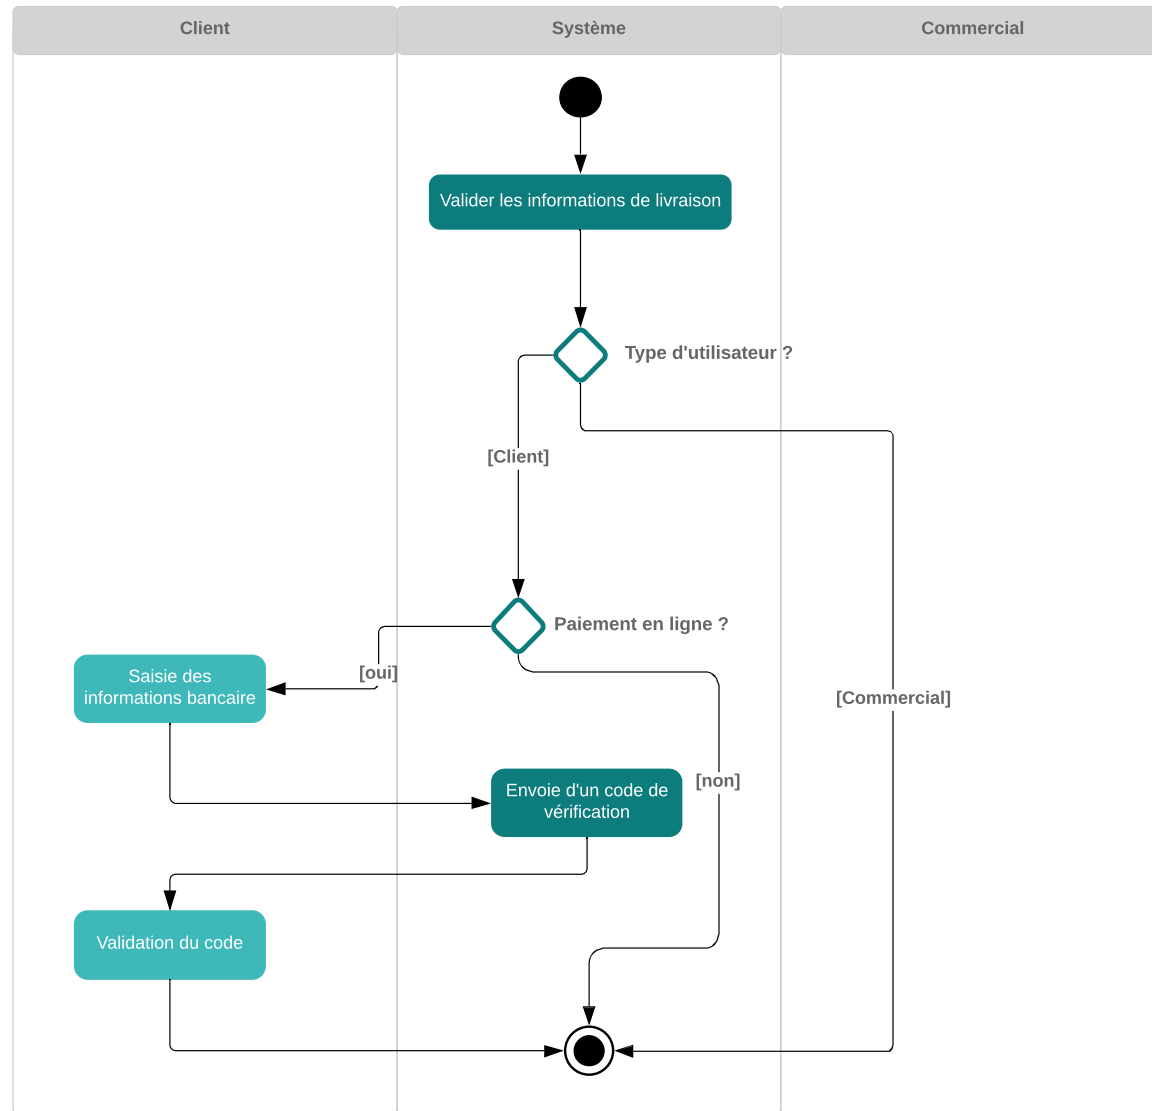 Client
Système
Commercial
Valider les informations de livraison
Type d'utilisateur ?
[Client]
Paiement en ligne ?
[oui]
Saisie des
informations bancaire
[Commercial]
[non]
Envoie d'un code de
vérification
Validation du code